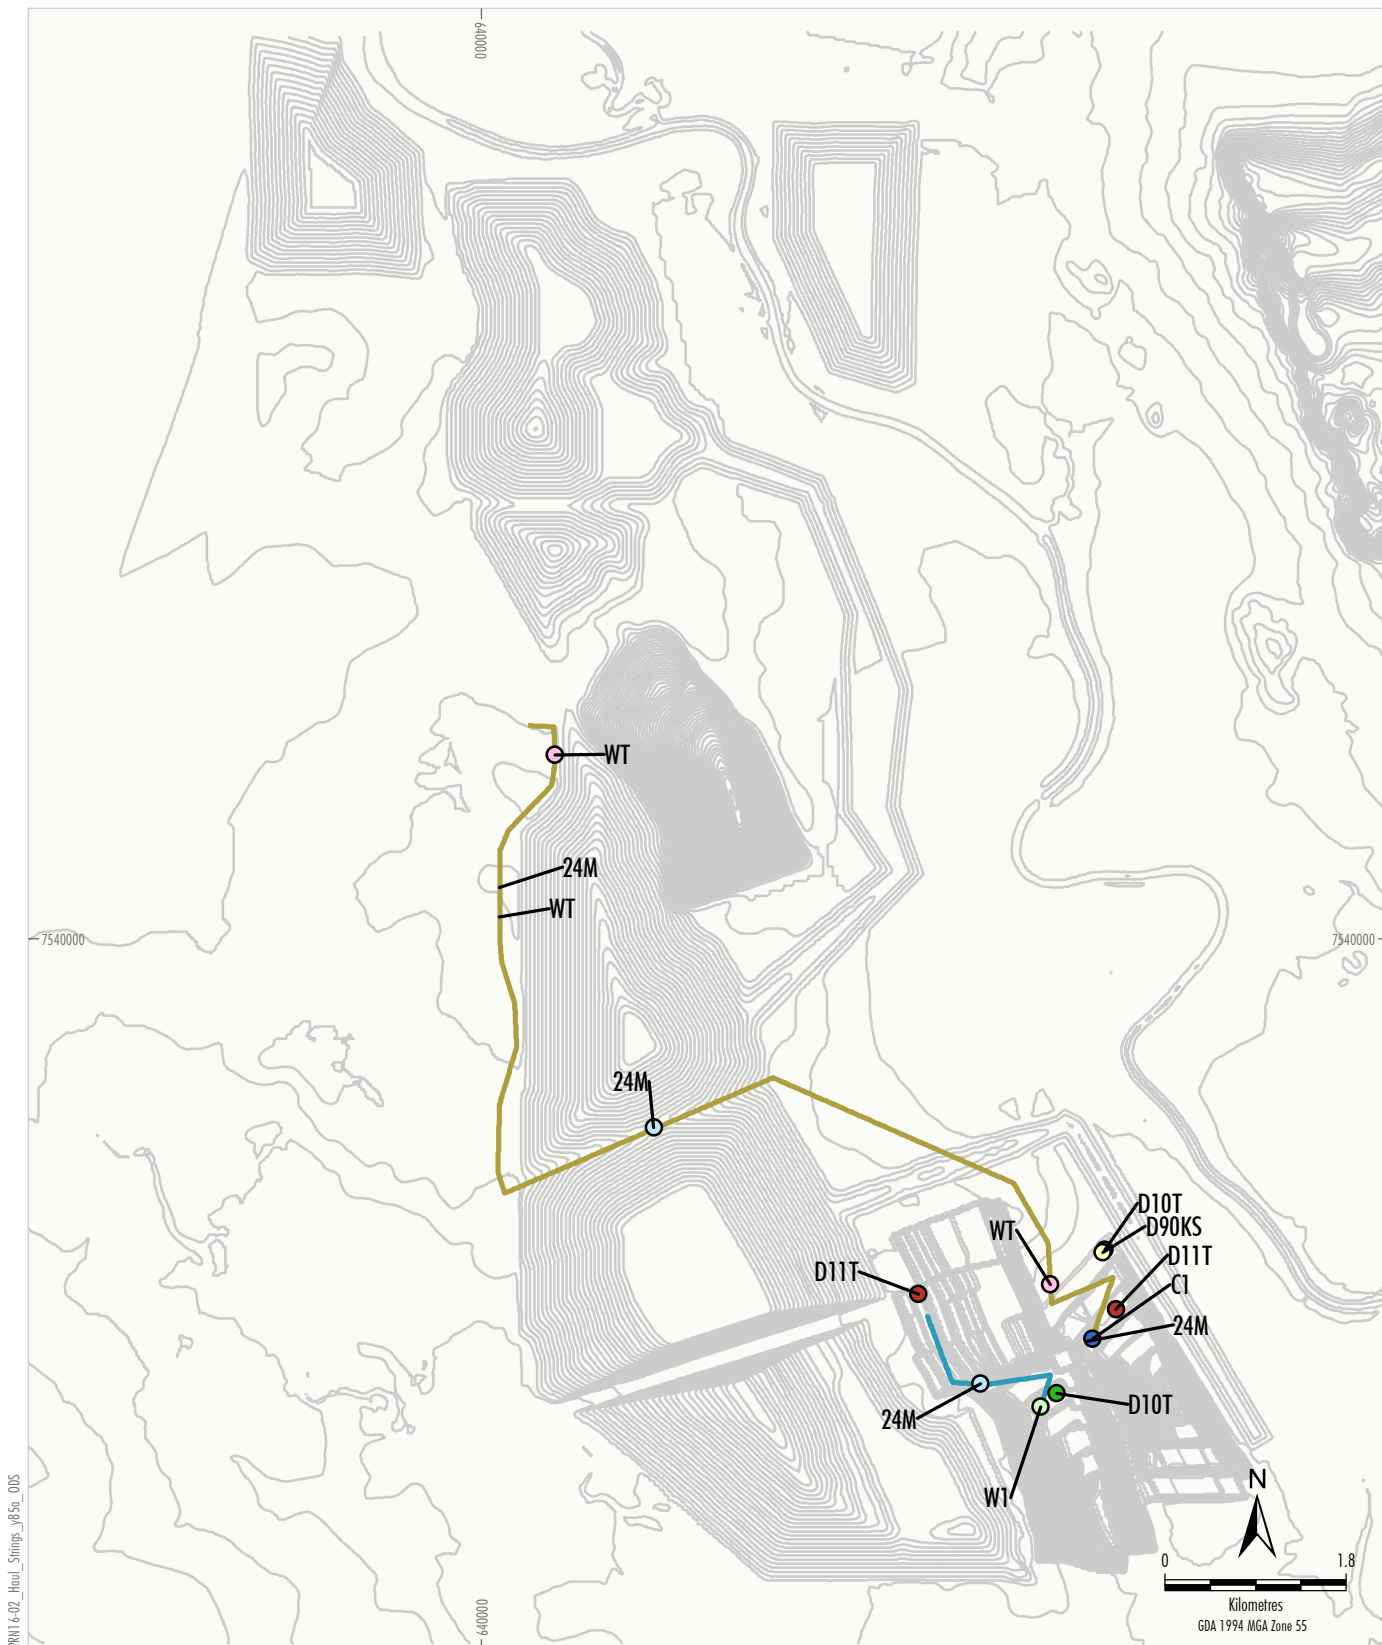 640000
WT
24M
WT
7540000
7540000
24M
D10T
D90KS
WT
D11T
D11T
C1
24M
D10T
24M
W1
N
0 1.8
Kilometres
GDA 1994 MGA Zone 55
640000
PRN16-02_Haul_Strings_y85a_0DS